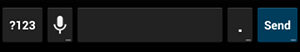 ?123 . Send